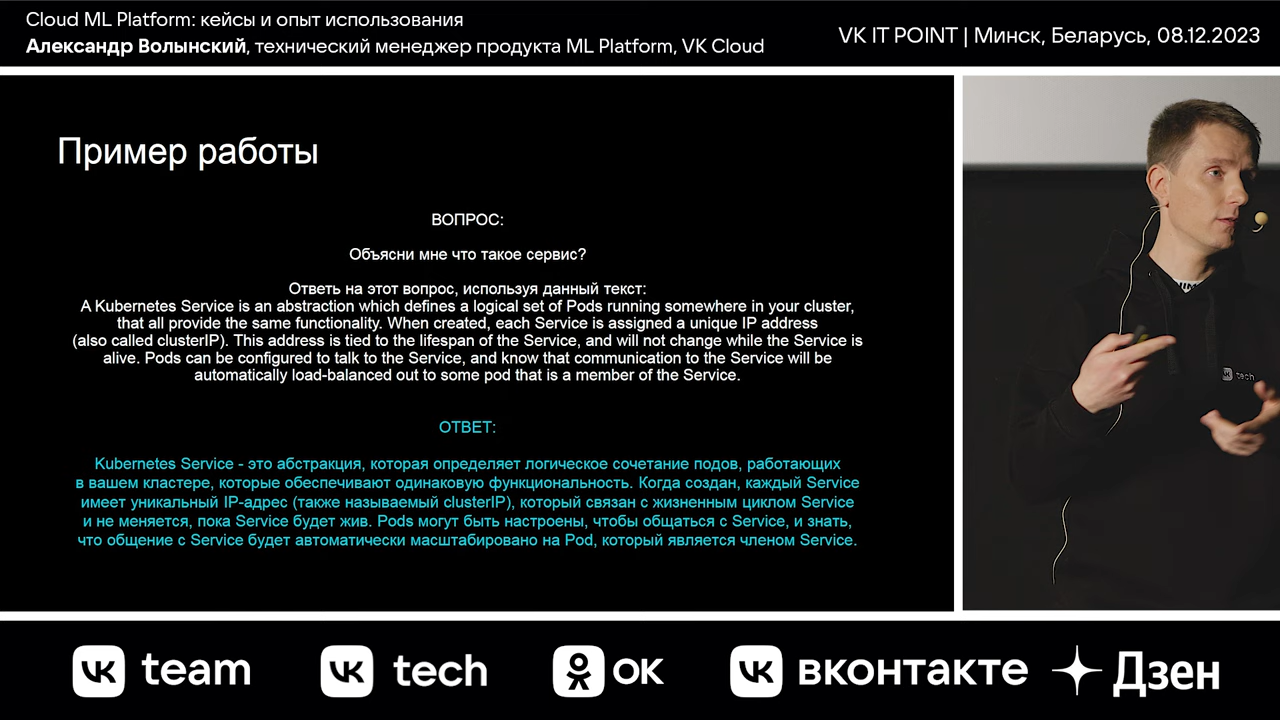 Cloud ML Platform: кейсы и опыт использования
Александр Волынский, технический менеджер продукта ML Platform, VK Cloud
VK IT POINT | Минск, Беларусь, 08.12.2023
Пример работы
ВОПРОС:
Объясни мне что такое сервис?
Ответь на этот вопрос, используя данный текст:
A Kubernetes Service is an abstraction which defines a logical set of Pods running somewhere in your cluster,
that all provide the same functionality. When created, each Service is assigned a unique IP address
(also called clusterIP). This address is tied to the lifespan of the Service, and will not change while the Service is
alive. Pods can be configured to talk to the Service, and know that communication to the Service will be
automatically load-balanced out to some pod that is a member of the Service.
ОТВЕТ:
Kubernetes Service - это абстракция, которая определяет логическое сочетание подов, работающих
в вашем кластере, которые обеспечивают одинаковую функциональность. Когда создан, каждый Service
имеет уникальный IP-адрес (также называемый clusterIP), который связан с жизненным циклом Service
и не меняется, пока Service будет жив. Pods могут быть настроены, чтобы общаться с Service, и знать,
что общение с Service будет автоматически масштабировано на Pod, который является членом Service.
tech
team
tech
ОК
вконтакте
Дзен